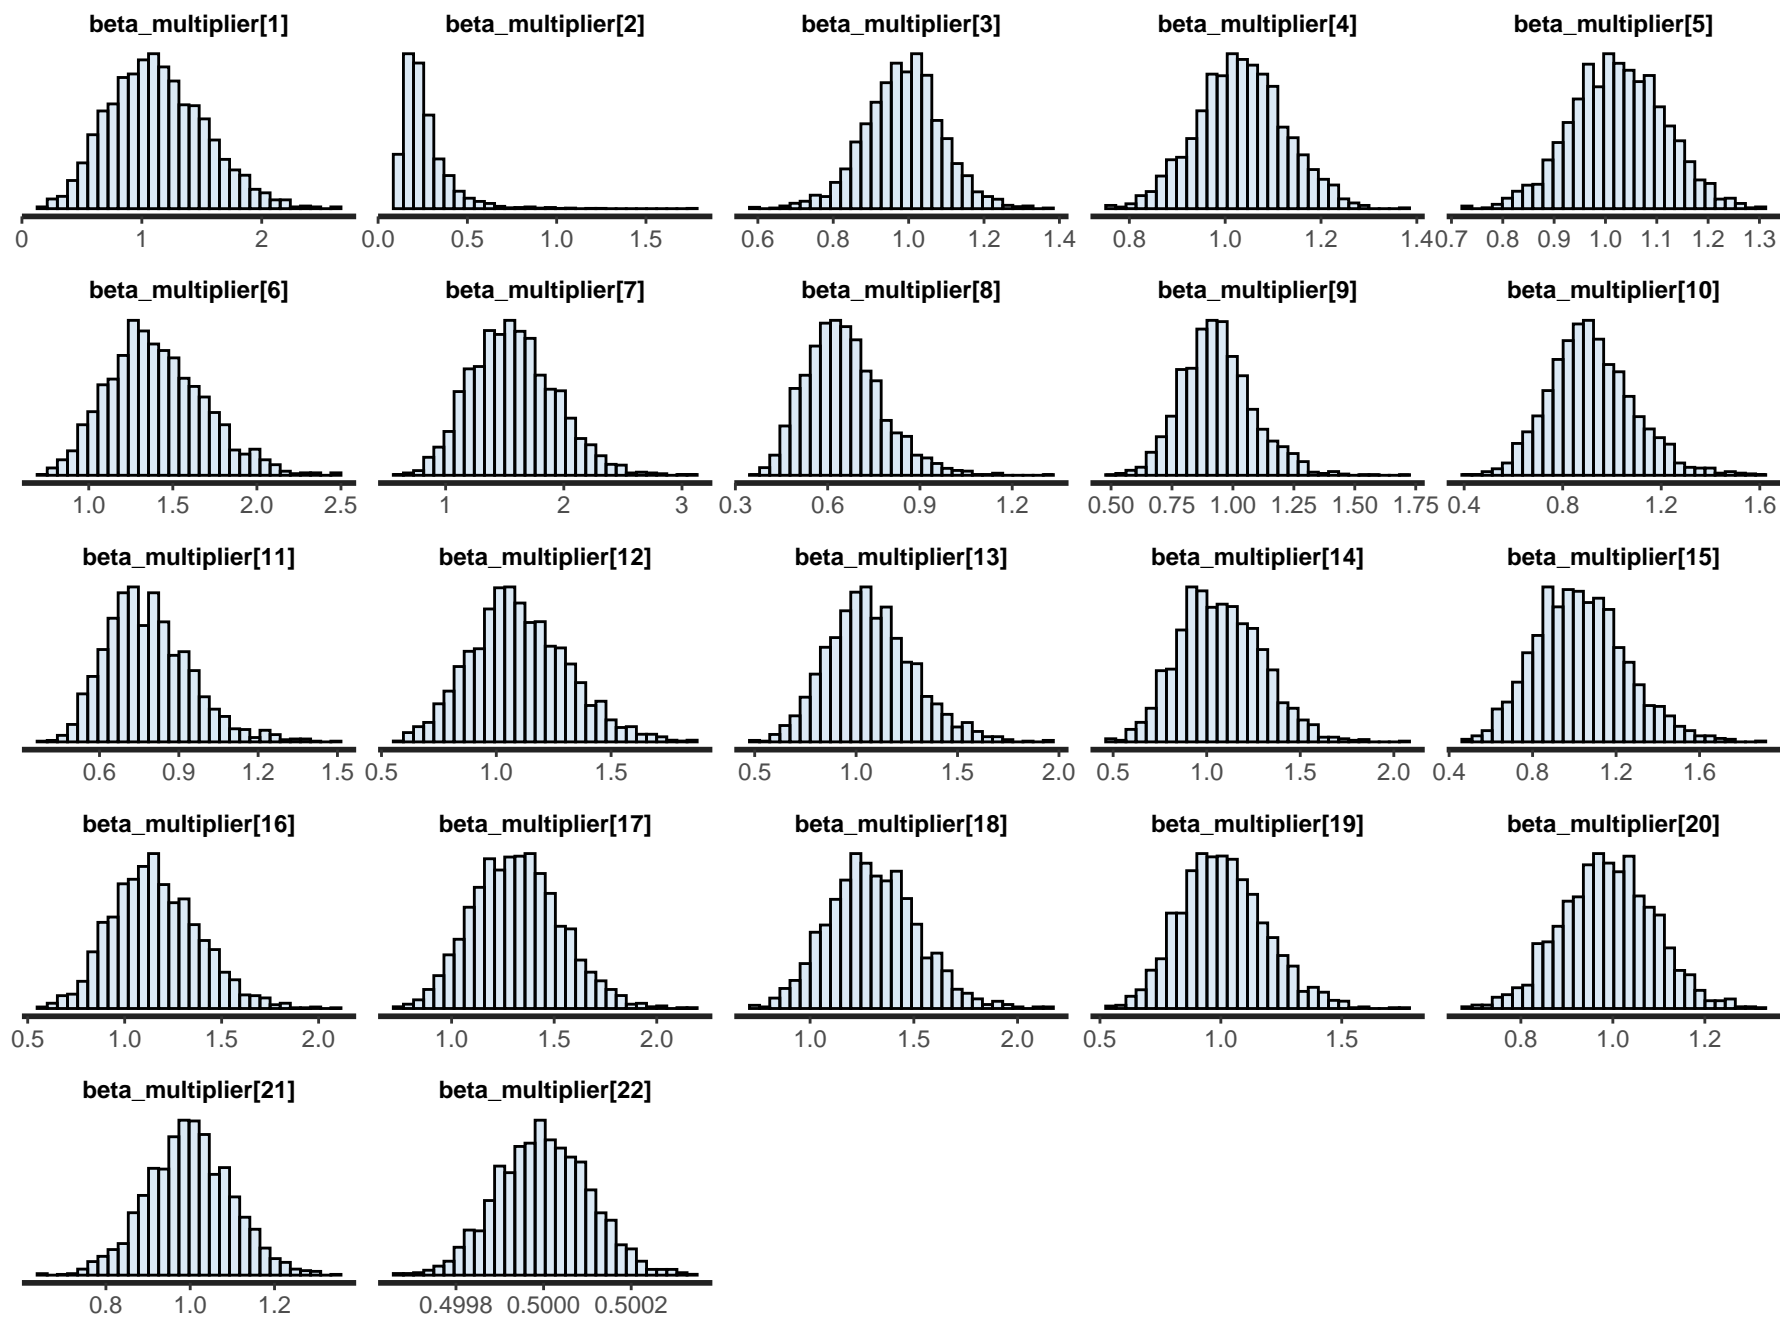 beta_multiplier[1] beta_multiplier[2] beta_multiplier[3] beta_multiplier[4] beta_multiplier[5]
0 1 2 0.0 0.5 1.0 1.5 0.6 0.8 1.0 1.2 1.4 0.8 1.0 1.2 1.4 0.7 0.8 0.9 1.0 1.1 1.2 1.3
beta_multiplier[6] beta_multiplier[7] beta_multiplier[8] beta_multiplier[9] beta_multiplier[10]
1.0 1.5 2.0 2.5 1 2 3 0.3 0.6 0.9 1.2 0.50 0.75 1.00 1.25 1.50 1.75 0.4 0.8 1.2 1.6
beta_multiplier[11] beta_multiplier[12] beta_multiplier[13] beta_multiplier[14] beta_multiplier[15]
0.6 0.9 1.2 1.5 0.5 1.0 1.5 0.5 1.0 1.5 2.0 0.5 1.0 1.5 2.0 0.4 0.8 1.2 1.6
beta_multiplier[16] beta_multiplier[17] beta_multiplier[18] beta_multiplier[19] beta_multiplier[20]
0.5 1.0 1.5 2.0 1.0 1.5 2.0 1.0 1.5 2.0 0.5 1.0 1.5 0.8 1.0 1.2
beta_multiplier[21] beta_multiplier[22]
0.8 1.0 1.2 0.4998 0.5000 0.5002